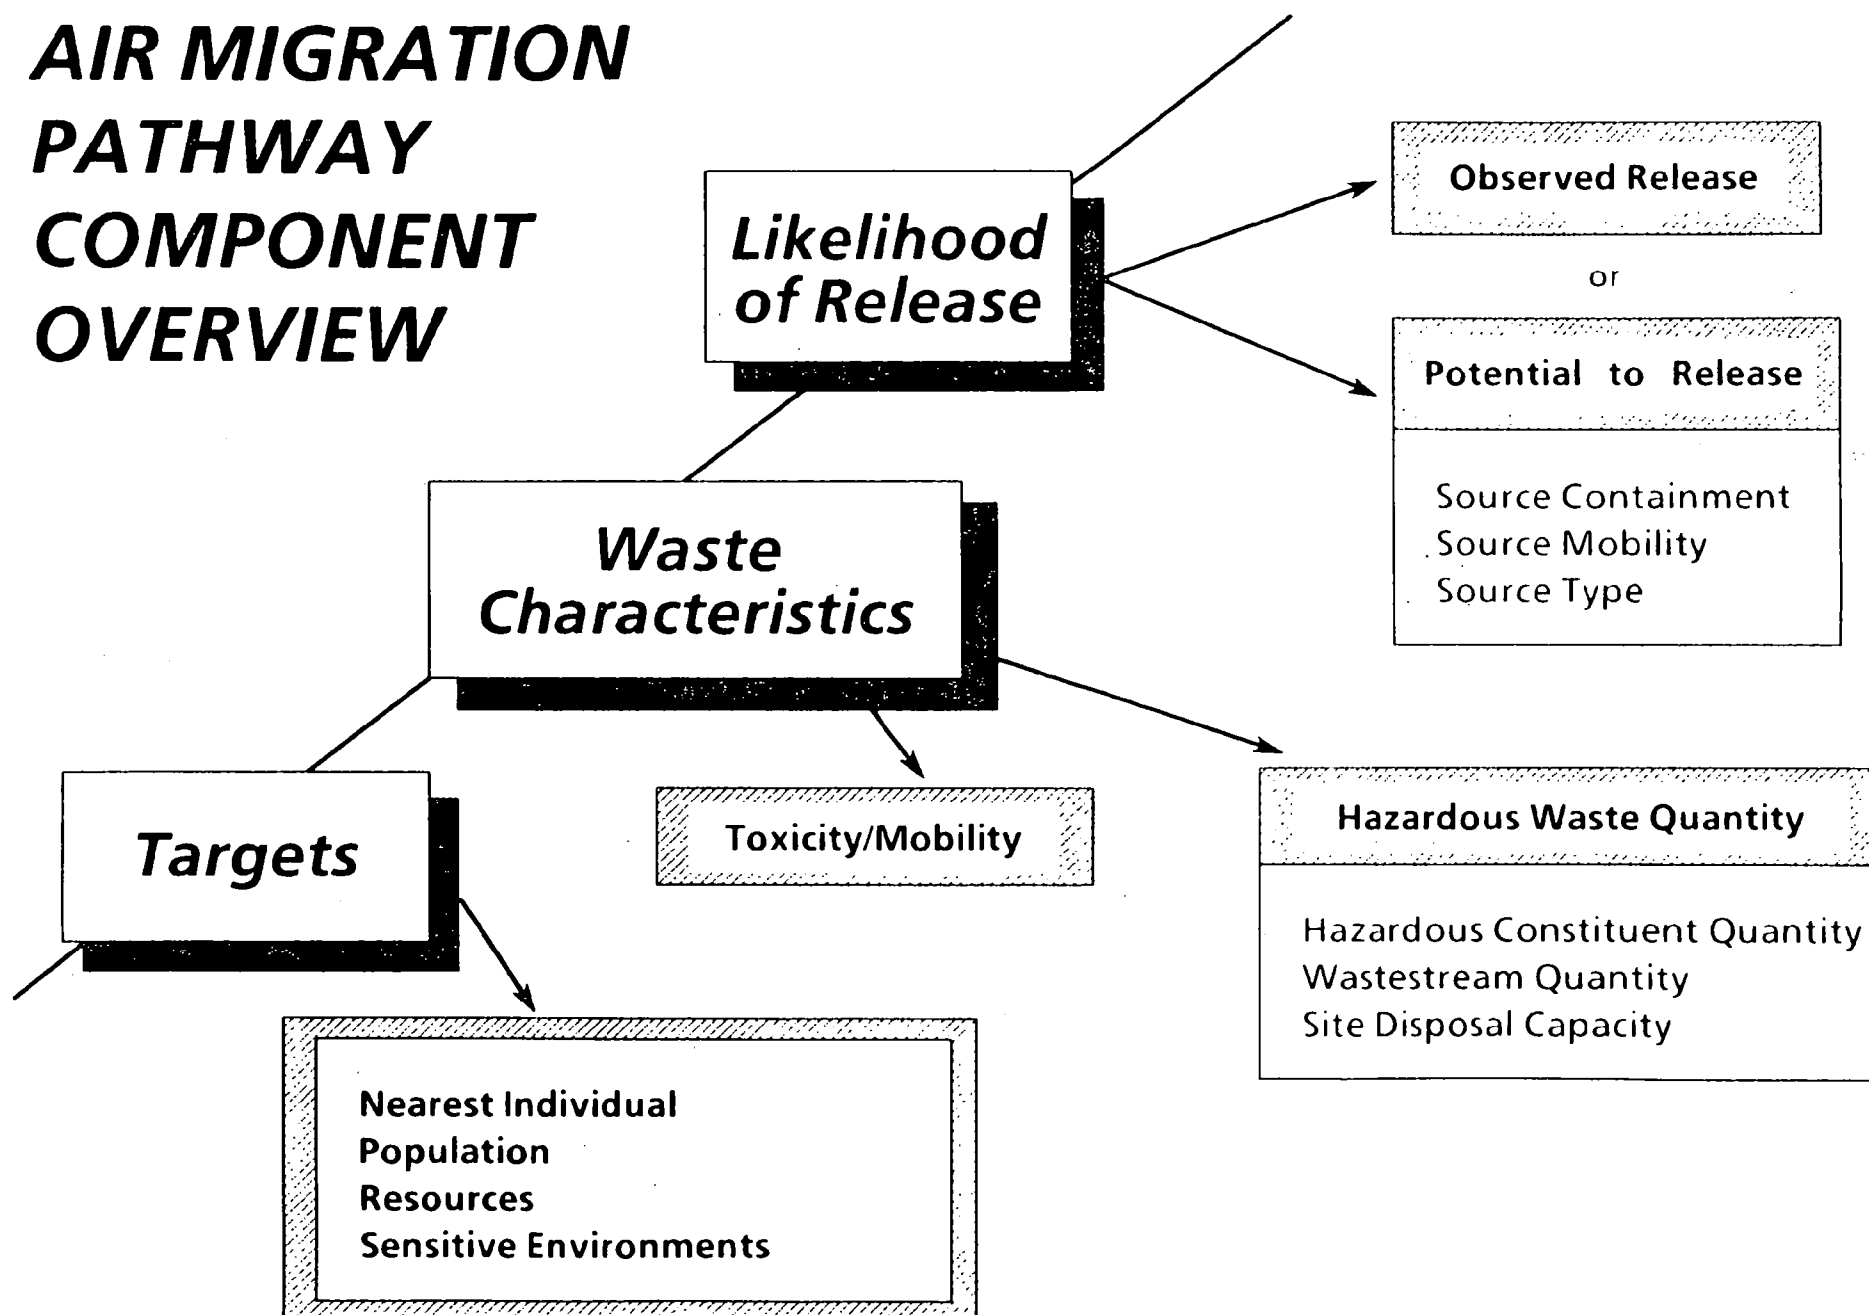 AIR MIGRATION
PATHWAY
COMPONENT
OVERVIEW
Likelihood
of Release
Observed Release
or
Potential to Release
Source Containment
Source Mobility
Source Type
Waste
Characteristics
Toxicity/Mobility
Hazardous Waste Quantity
Hazardous Constituent Quantity
Wastestream Quantity
Site Disposal Capacity
Targets
Nearest Individual
Population
Resources
Sensitive Environments